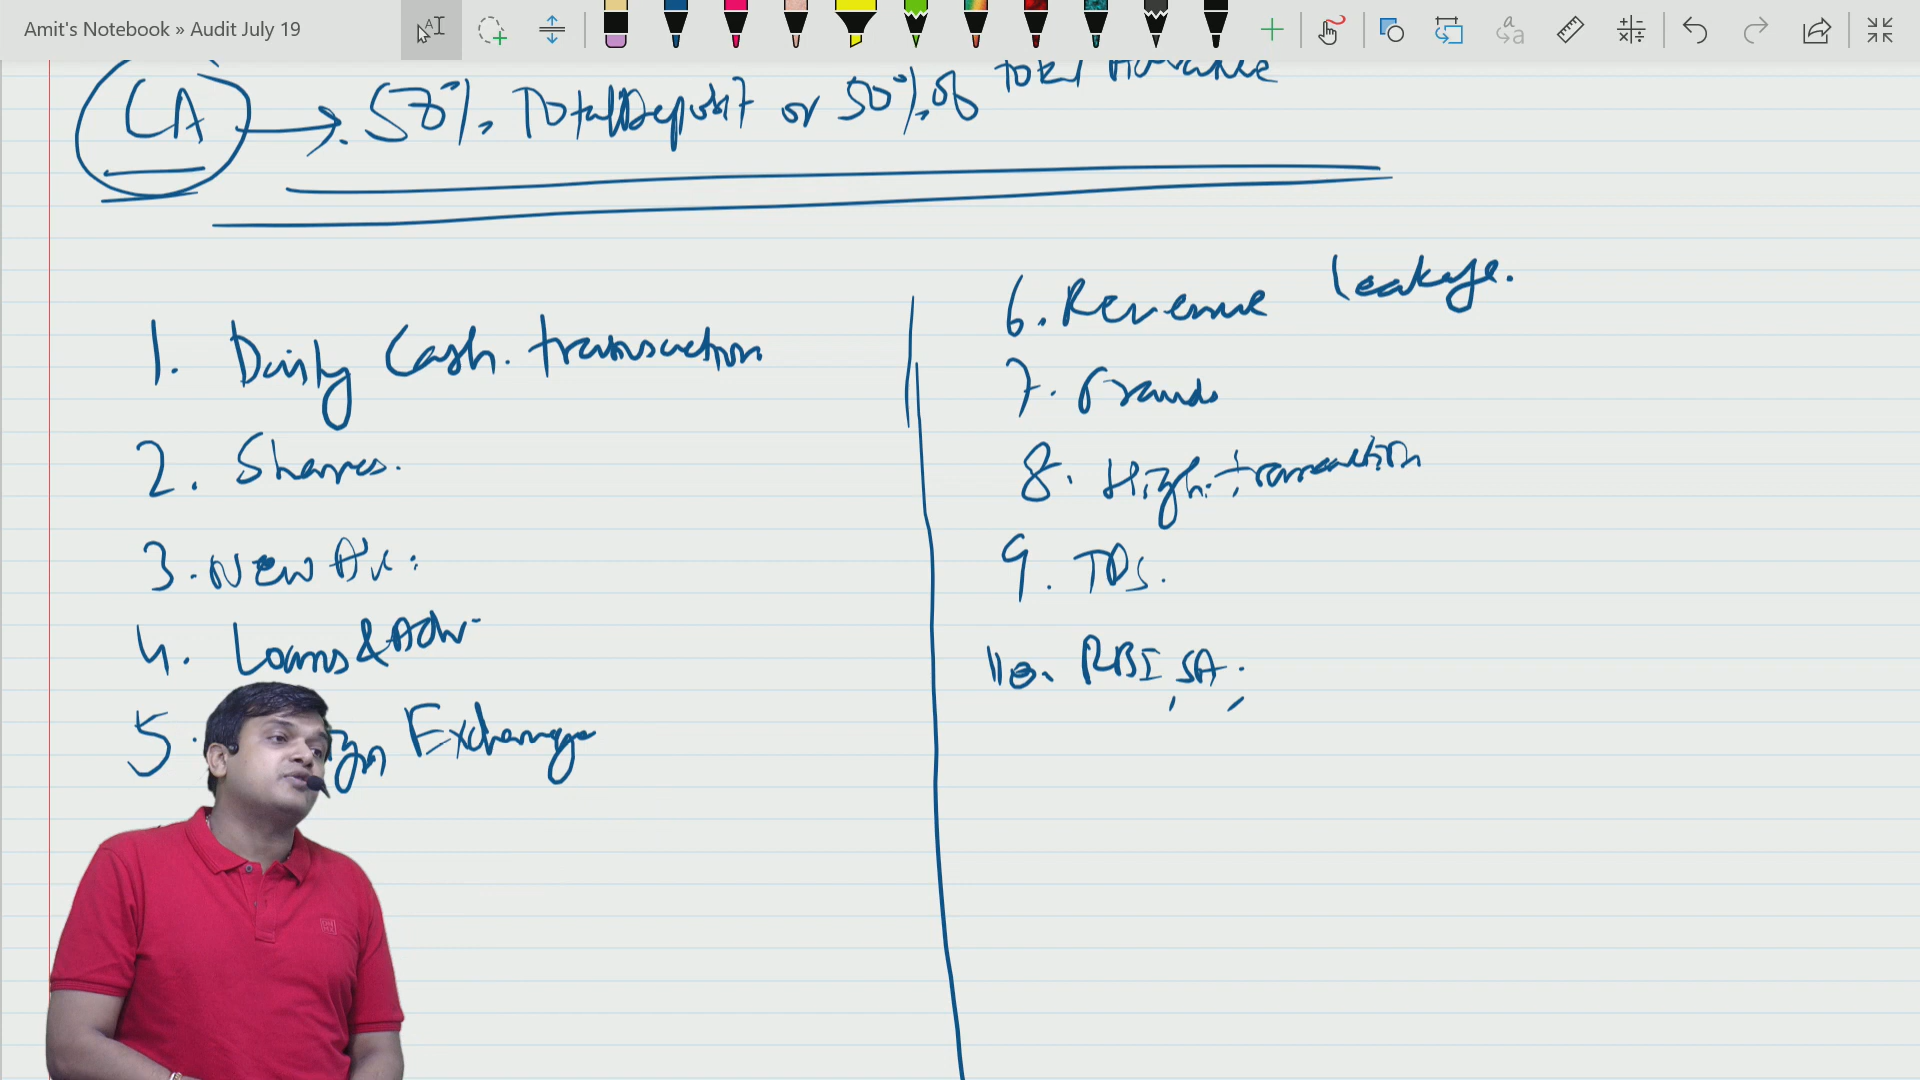 Amit's Notebook » Audit July 19
CA → 50% Total Deposit or 50% of Total Advance
1. Daily Cash. transaction
2. Shares.
3. New A/c:
4. Loans & Adv.
5. Exchange
6. Revenue leakage.
7. Frauds
8. High. transaction
9. TDS.
10. RBI, SA.